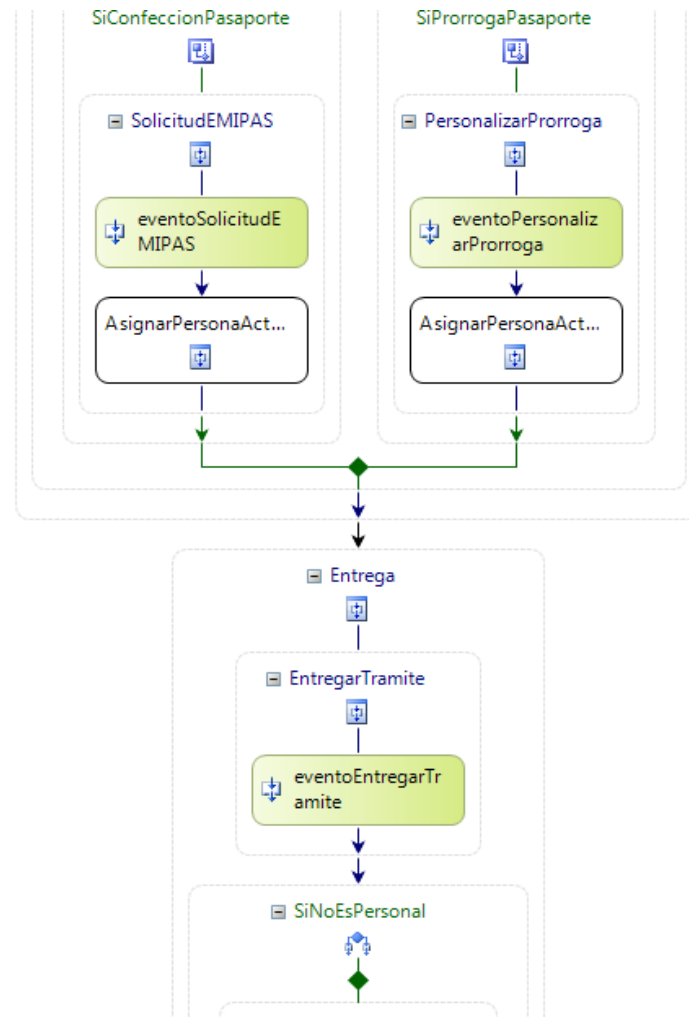 SiConfeccionPasaporte
SiProrrogaPasaporte
SolicitudEMIPAS
PersonalizarProrroga
eventoSolicitudE
MIPAS
eventoPersonaliz
arProrroga
AsignarPersonaAct...
AsignarPersonaAct...
Entrega
EntregarTramite
eventoEntregarTr
amite
SiNoEsPersonal